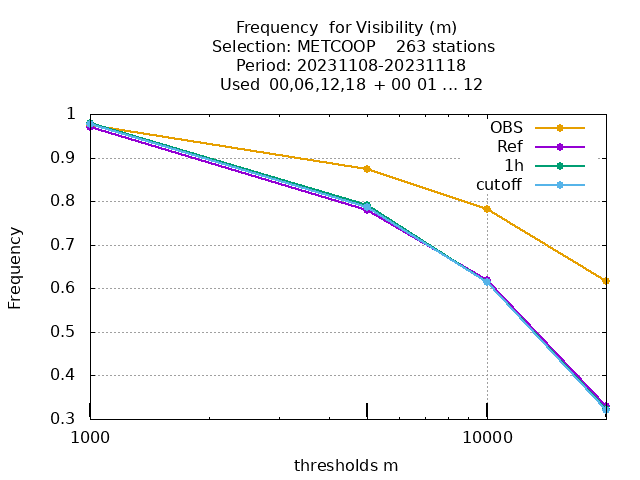 Frequency  for Visibility (m)
Selection: METCOOP    263 stations
Period: 20231108-20231118
Used  00,06,12,18 + 00 01 ... 12
1
0.9
0.8
0.7
0.6
0.5
0.4
0.3
Frequency
OBS
Ref
1h
cutoff
1000
10000
thresholds m